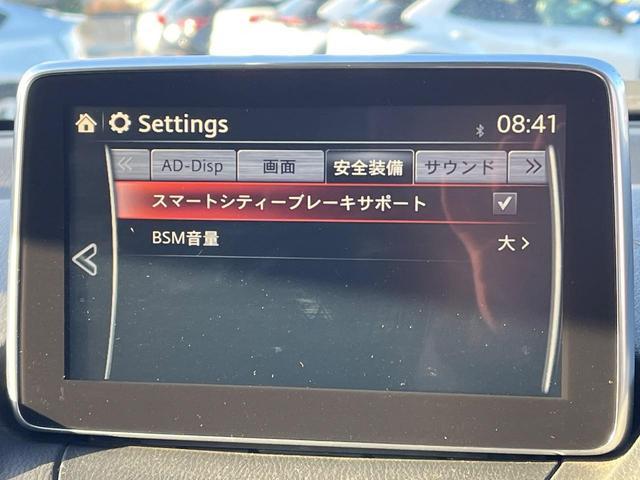 Settings 08:41
AD-Disp 画面 安全装備 サウンド
スマートシティーブレーキサポート
BSM音量 大